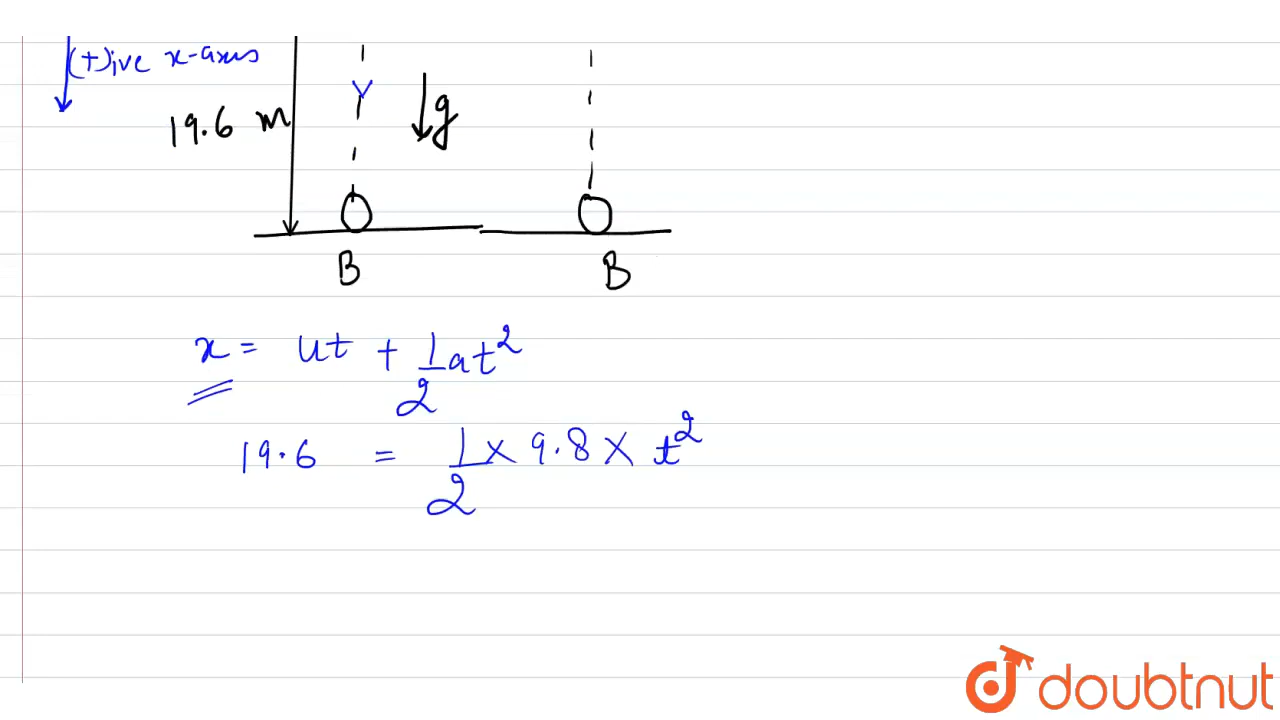 (+)ive x-axis
19.6 m
g
B
B
x = ut + 1/2 at²
19.6 = 1/2 × 9.8 × t²
doubtnut